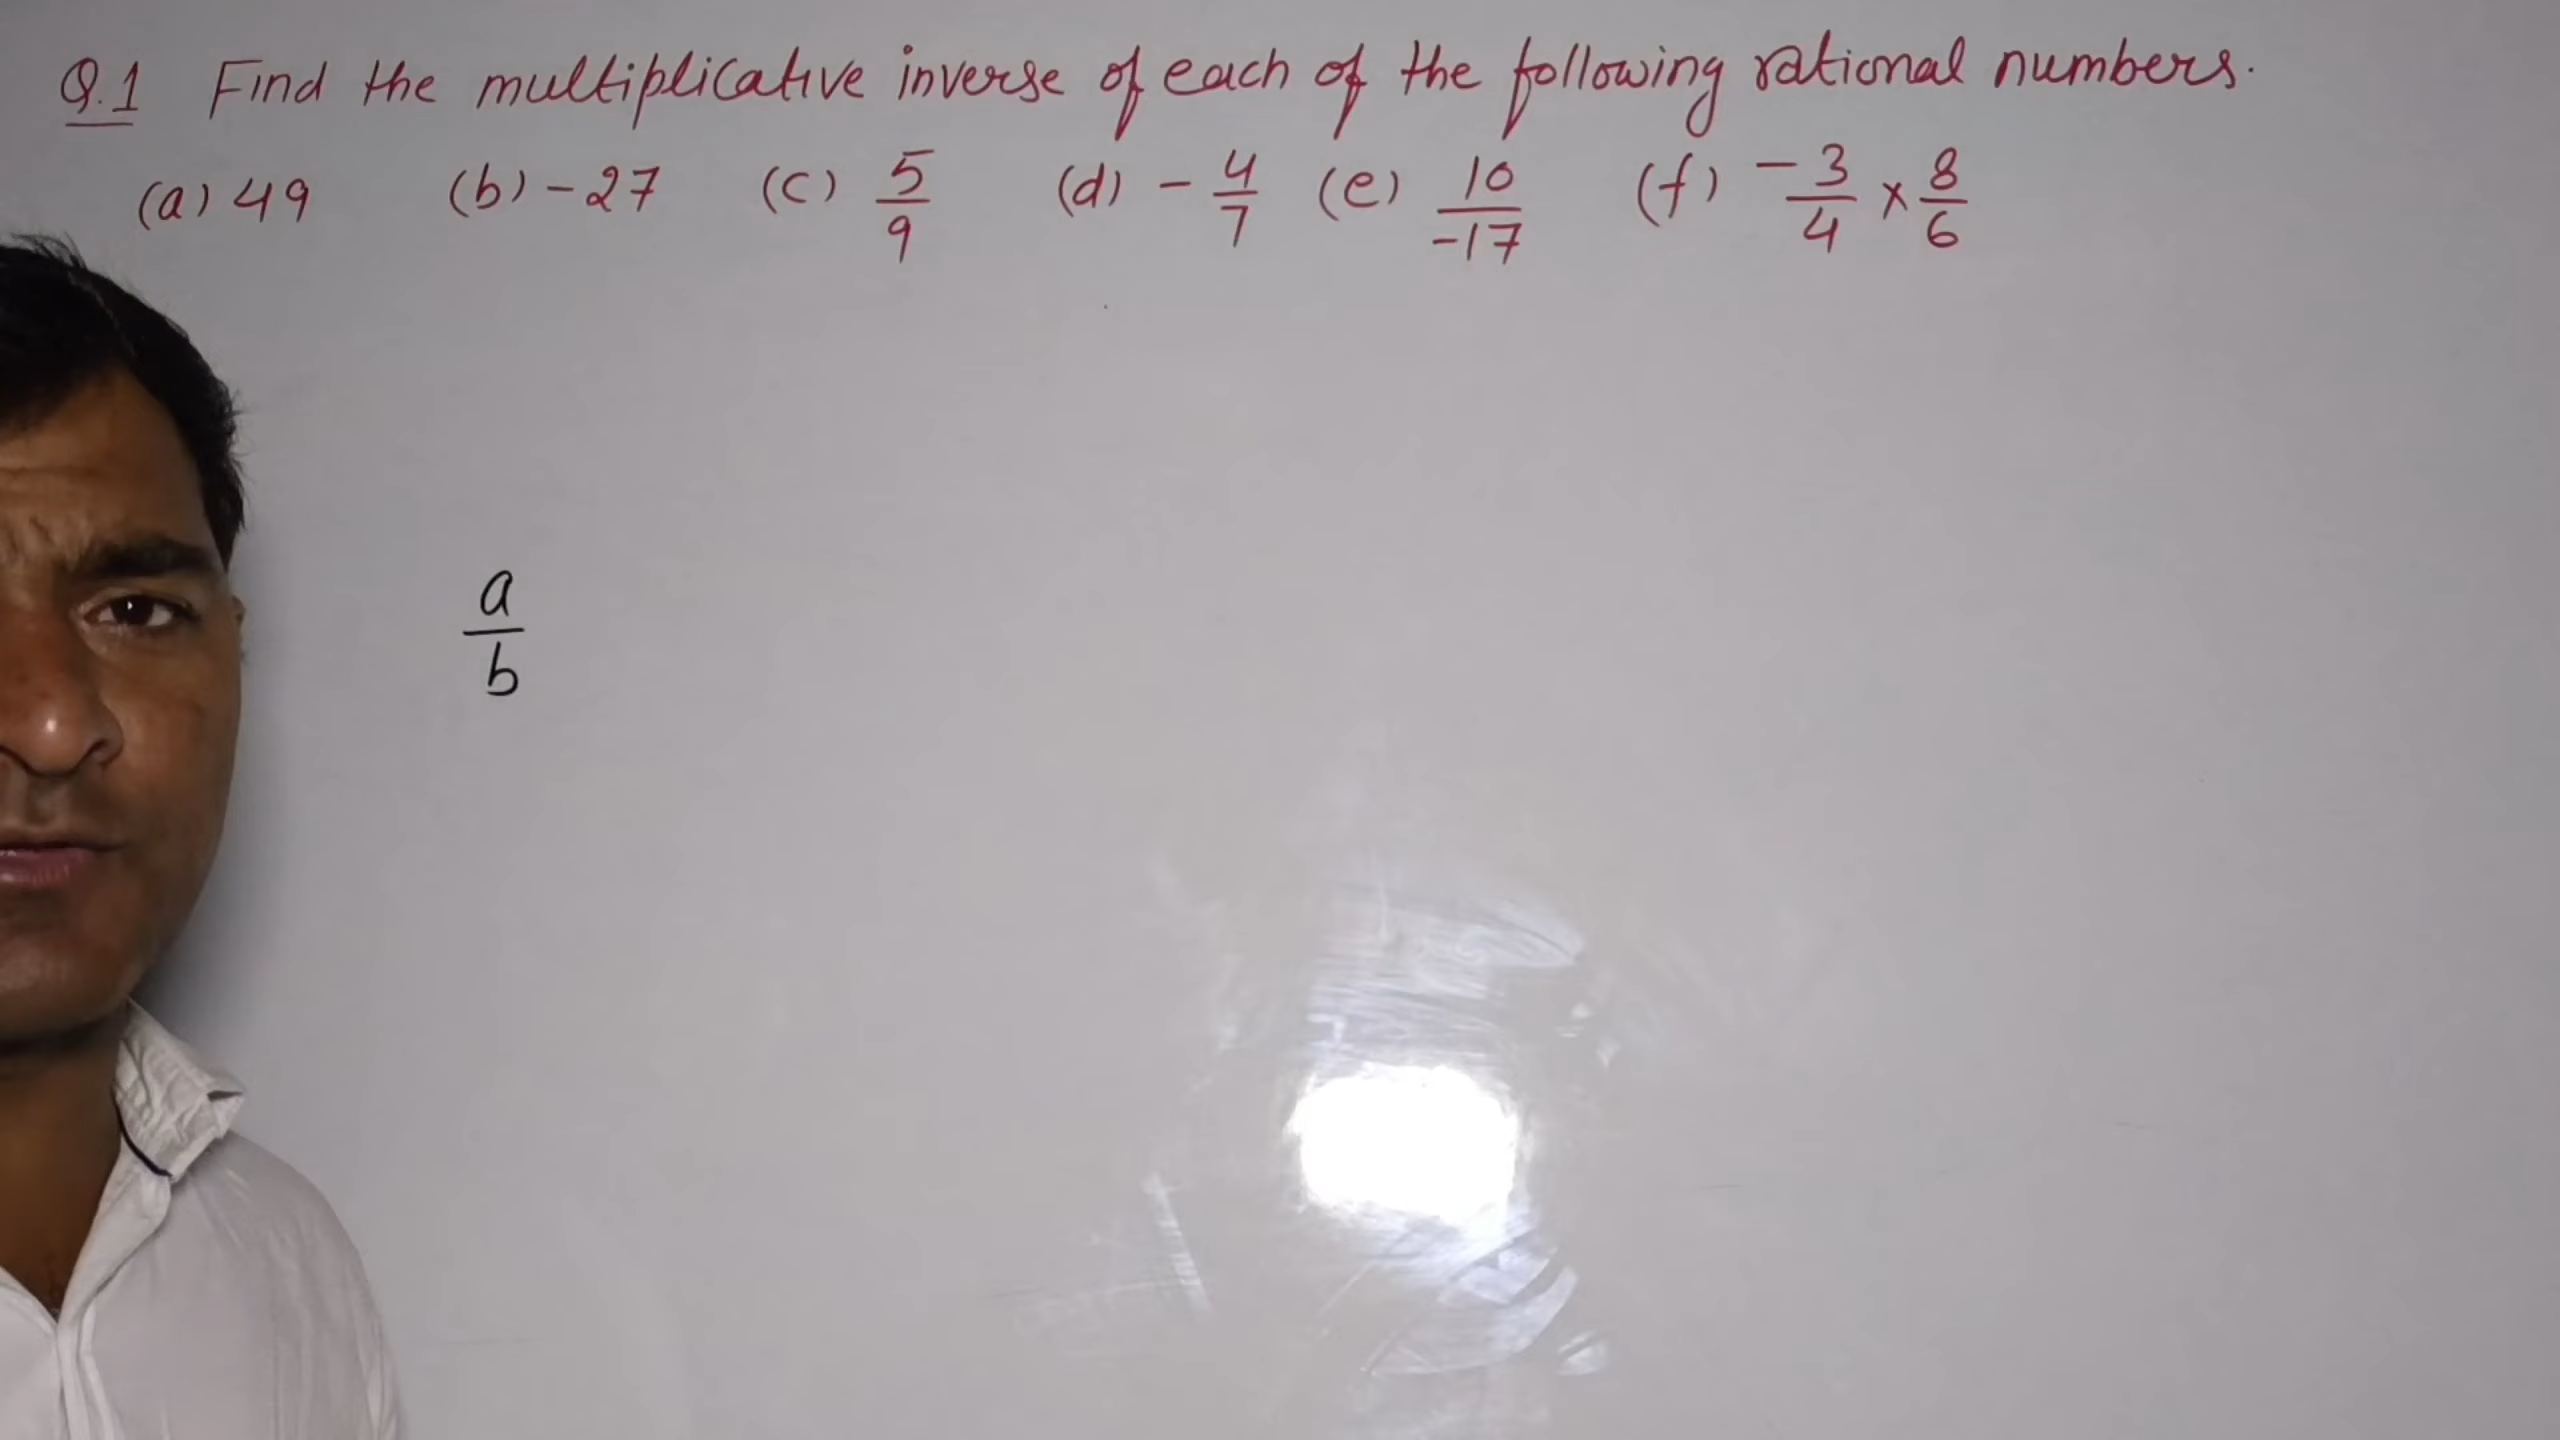 Q.1 Find the multiplicative inverse of each of the following rational numbers.
(a) 49 (b) -27 (c) 5/9 (d) -4/7 (e) 10/-17 (f) -3/4 × 8/6
a/b